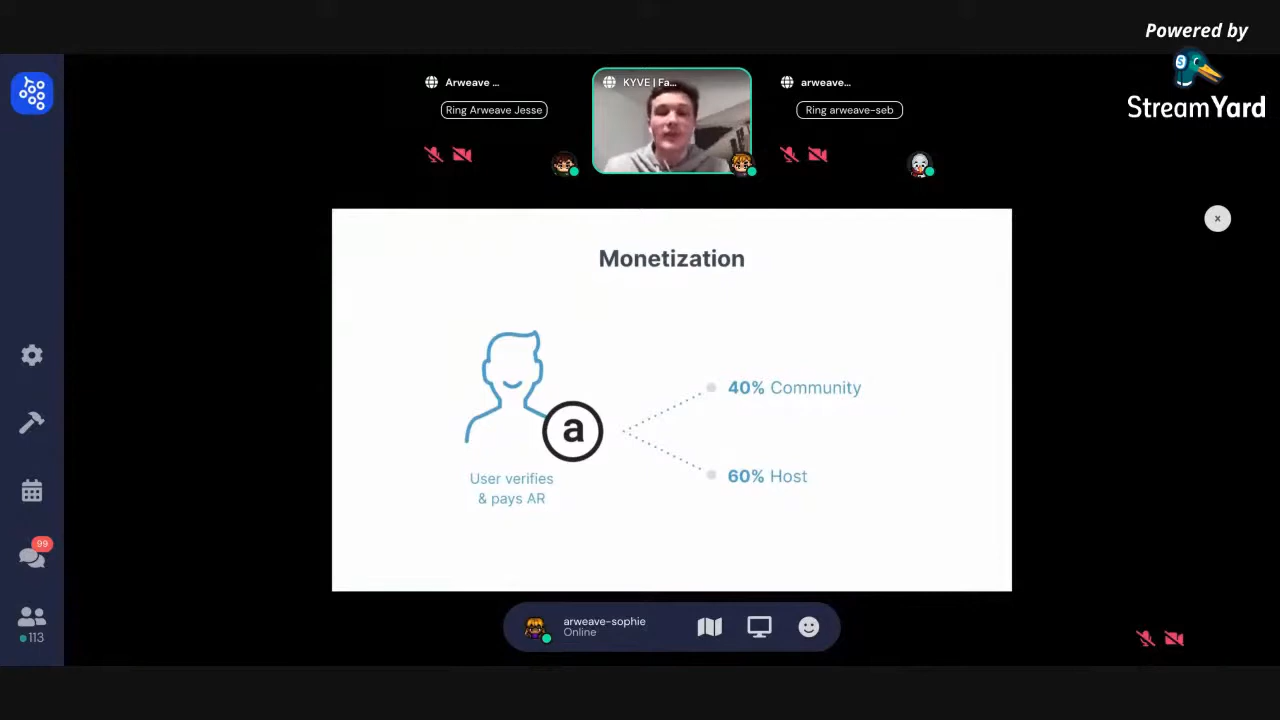 Powered by
StreamYard
Arweave ...
KYVE | Fa...
arweave...
Ring Arweave Jesse
Ring arweave-seb
Monetization
a
40% Community
60% Host
User verifies
& pays AR
99
113
arweave-sophie
Online